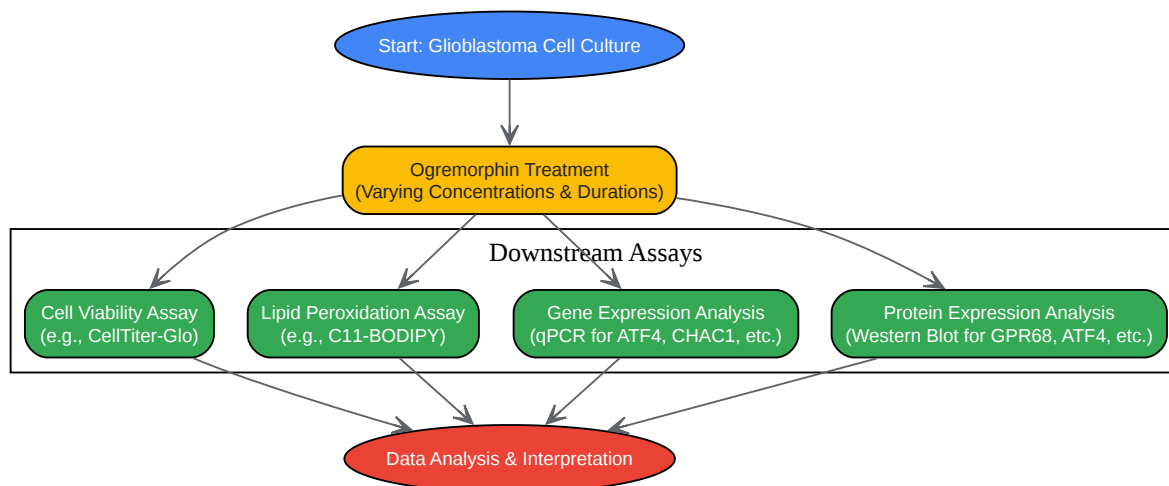 Start: Glioblastoma Cell Culture
Ogremorphin Treatment
(Varying Concentrations & Durations)
Downstream Assays
Cell Viability Assay
(e.g., CellTiter-Glo)
Lipid Peroxidation Assay
(e.g., C11-BODIPY)
Gene Expression Analysis
(qPCR for ATF4, CHAC1, etc.)
Protein Expression Analysis
(Western Blot for GPR68, ATF4, etc.)
Data Analysis & Interpretation